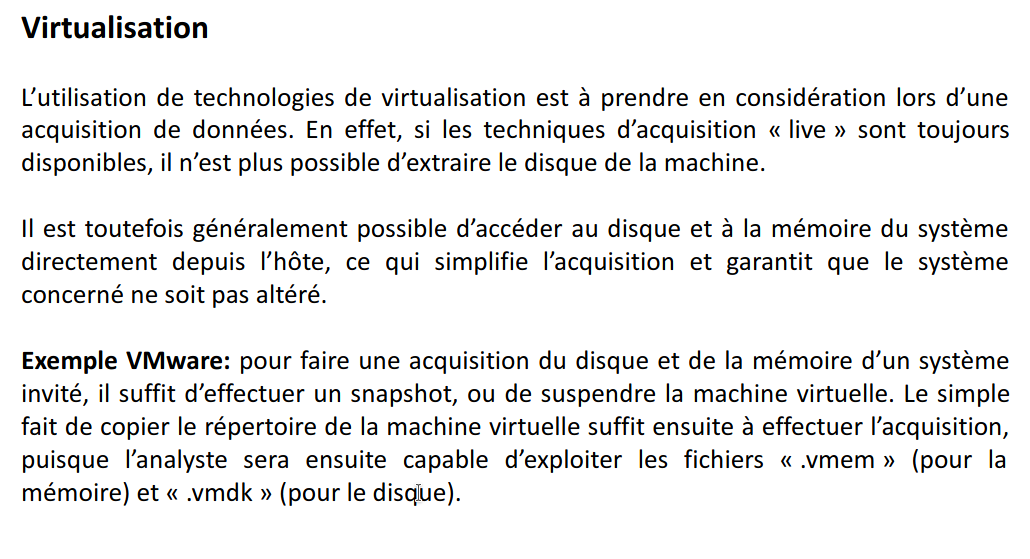 Virtualisation
L’utilisation de technologies de virtualisation est à prendre en considération lors d’une
acquisition de données. En effet, si les techniques d’acquisition « live » sont toujours
disponibles, il n’est plus possible d’extraire le disque de la machine.
Il est toutefois généralement possible d’accéder au disque et à la mémoire du système
directement depuis l’hôte, ce qui simplifie l’acquisition et garantit que le système
concerné ne soit pas altéré.
Exemple VMware: pour faire une acquisition du disque et de la mémoire d’un système
invité, il suffit d’effectuer un snapshot, ou de suspendre la machine virtuelle. Le simple
fait de copier le répertoire de la machine virtuelle suffit ensuite à effectuer l’acquisition,
puisque l’analyste sera ensuite capable d’exploiter les fichiers « .vmem » (pour la
mémoire) et « .vmdk » (pour le disque).